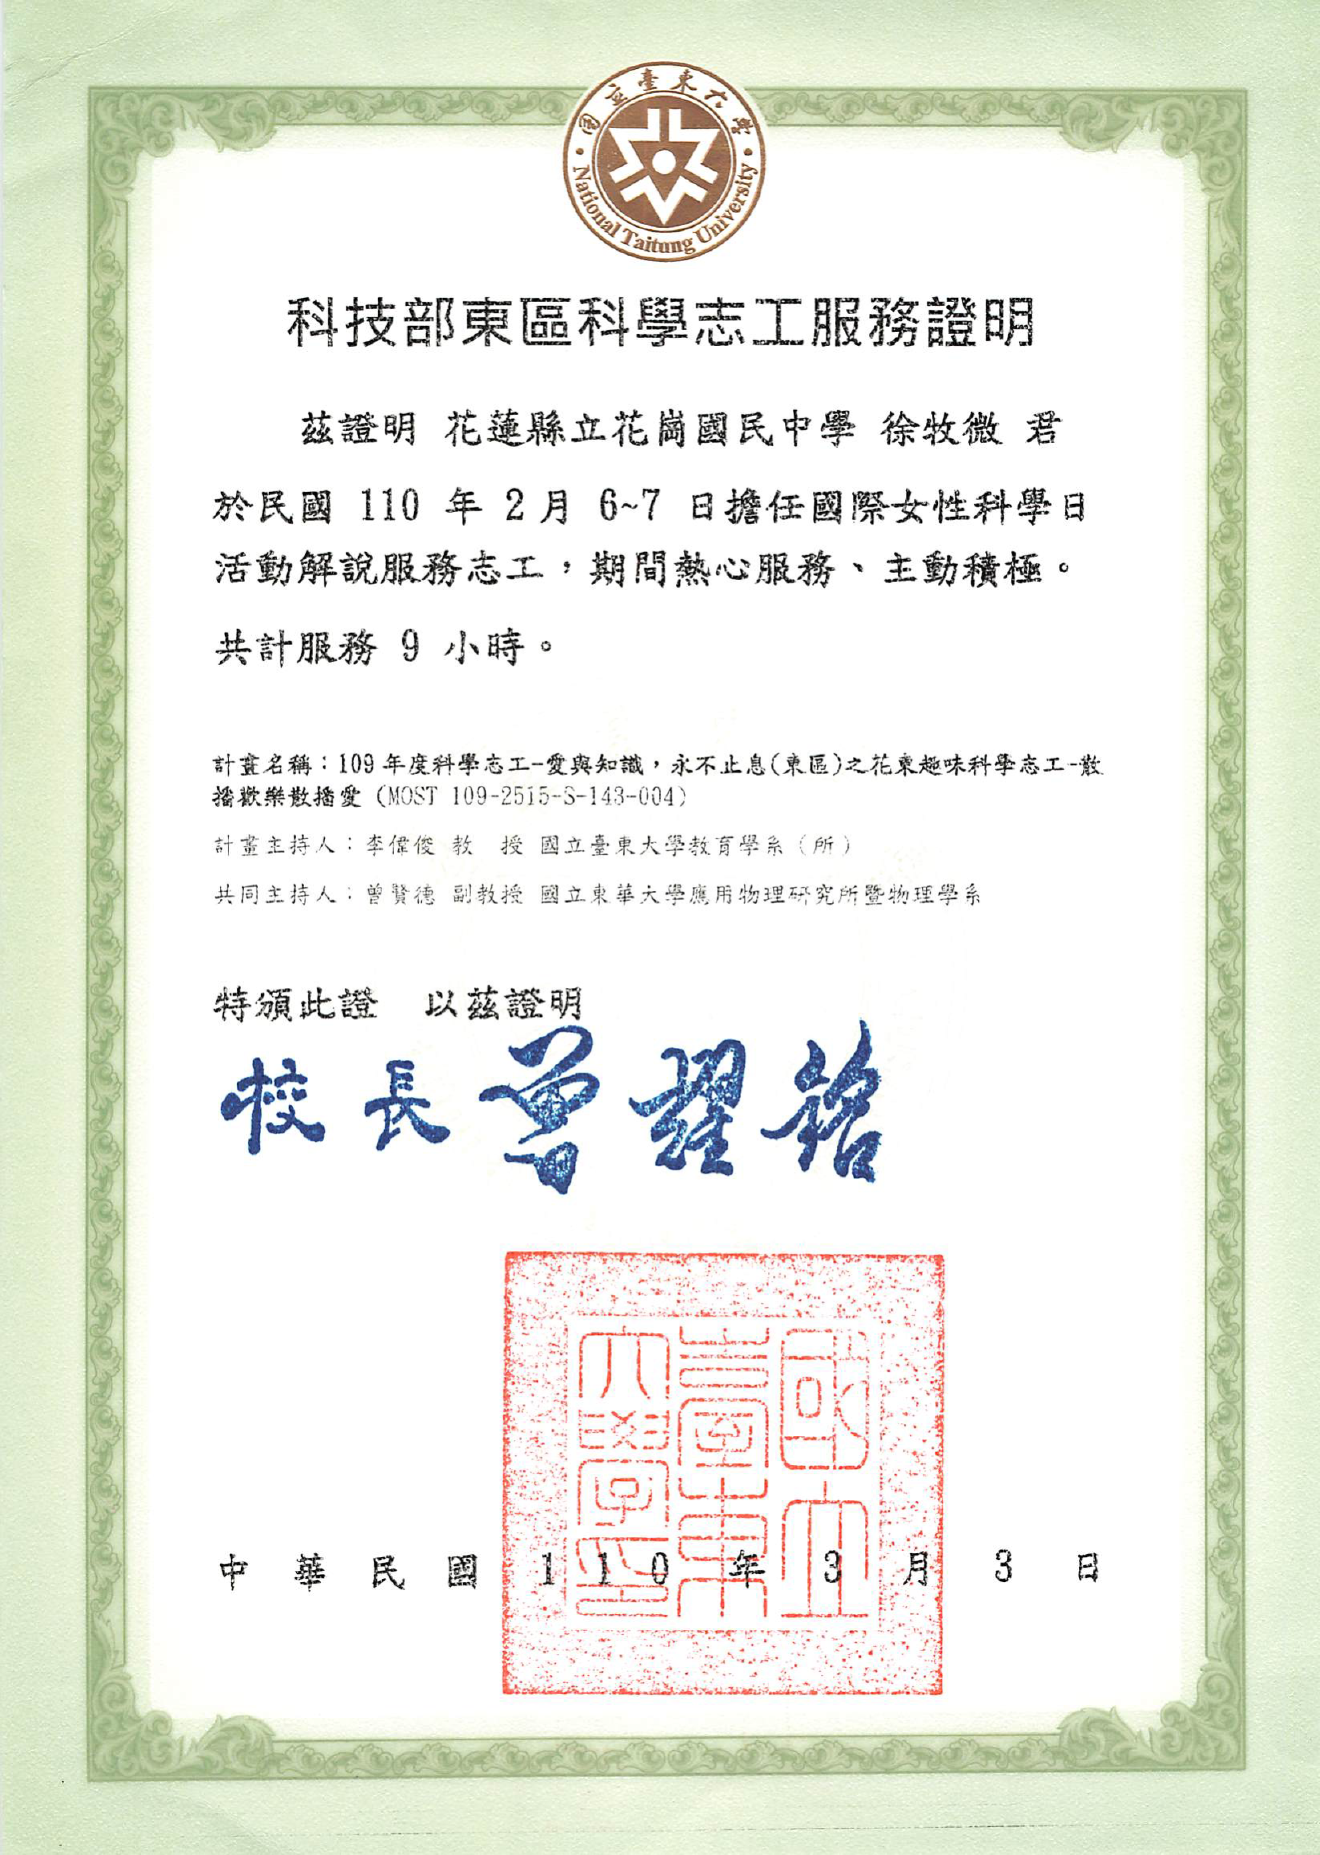 國立臺東大學
National Taitung University
科技部東區科學志工服務證明
茲證明 花蓮縣立花崗國民中學 徐牧微 君
於民國 110 年 2 月 6~7 日擔任國際女性科學日
活動解說服務志工，期間熱心服務、主動積極。
共計服務 9 小時。
計畫名稱：109 年度科學志工-愛與知識，永不止息(東區)之花東趣味科學志工-散
播歡樂散播愛 (MOST 109-2515-S-143-004)
計畫主持人：李偉俊 教 授 國立臺東大學教育學系（所）
共同主持人：曾賢德 副教授 國立東華大學應用物理研究所暨物理學系
特頒此證 以茲證明
校長 曾耀銘
國立臺東大學印
中 華 民 國 110 年 3 月 3 日